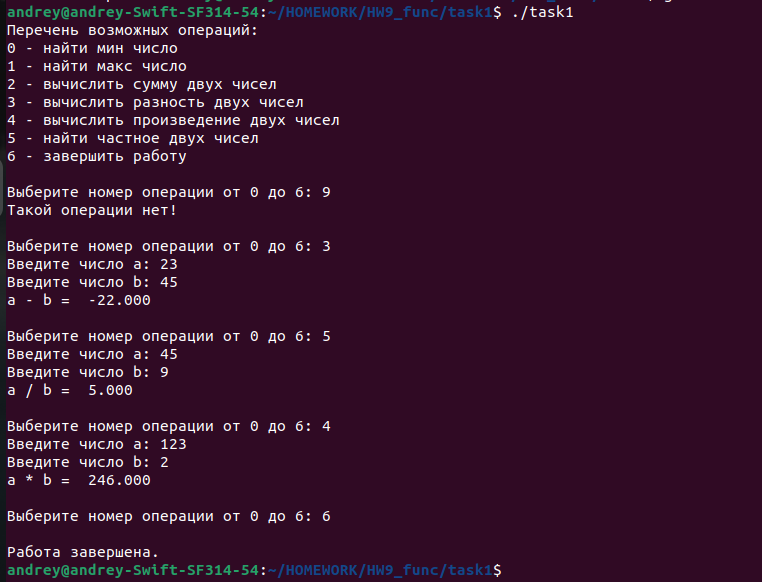 andrey@andrey-Swift-SF314-54:~/HOMEWORK/HW9_func/task1$ ./task1
Перечень возможных операций:
0 - найти мин число
1 - найти макс число
2 - вычислить сумму двух чисел
3 - вычислить разность двух чисел
4 - вычислить произведение двух чисел
5 - найти частное двух чисел
6 - завершить работу
Выберите номер операции от 0 до 6: 9
Такой операции нет!
Выберите номер операции от 0 до 6: 3
Введите число a: 23
Введите число b: 45
a - b =  -22.000
Выберите номер операции от 0 до 6: 5
Введите число a: 45
Введите число b: 9
a / b =  5.000
Выберите номер операции от 0 до 6: 4
Введите число a: 123
Введите число b: 2
a * b =  246.000
Выберите номер операции от 0 до 6: 6
Работа завершена.
andrey@andrey-Swift-SF314-54:~/HOMEWORK/HW9_func/task1$